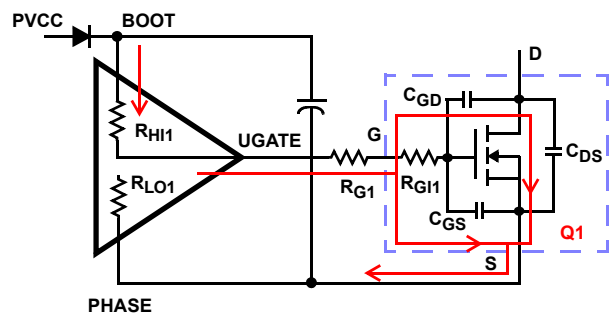 PVCC
BOOT
D
CGD
RHI1
UGATE
G
CDS
RLO1
RG1
RGI1
CGS
Q1
S
PHASE